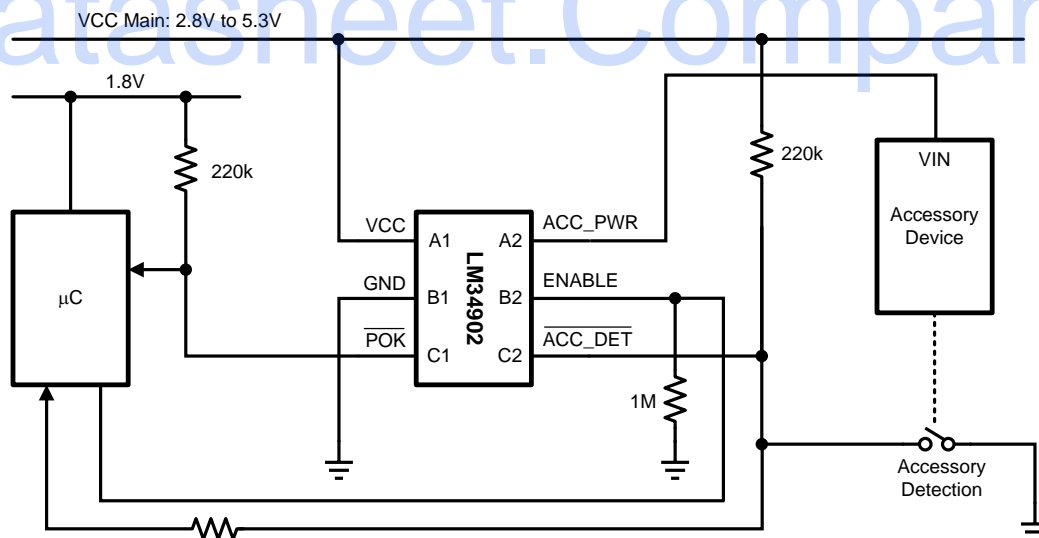 VCC Main: 2.8V to 5.3V
atasheet.Compan
1.8V
220k
220k
VIN
Accessory
Device
VCC
A1
A2
ACC_PWR
GND
B1
B2
ENABLE
POK
C1
C2
ACC_DET
LM34902
μC
1M
Accessory
Detection